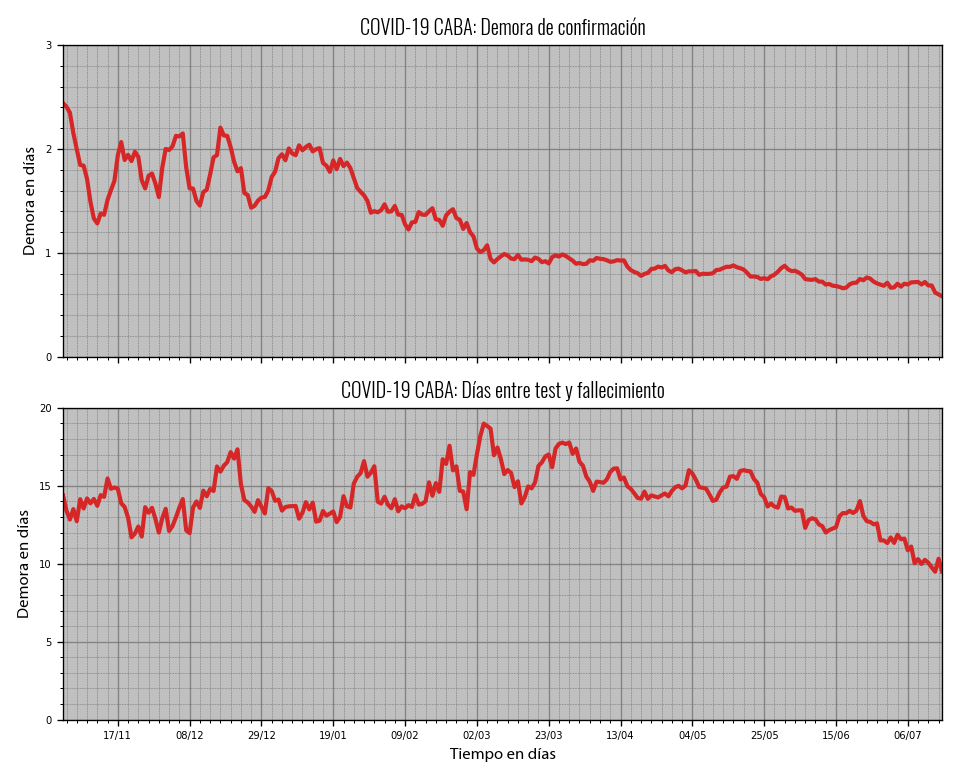 COVID-19 CABA: Demora de confirmación
3
2
1
0
Demora en días
COVID-19 CABA: Días entre test y fallecimiento
20
15
10
5
0
Demora en días
17/11 08/12 29/12 19/01 09/02 02/03 23/03 13/04 04/05 25/05 15/06 06/07
Tiempo en días